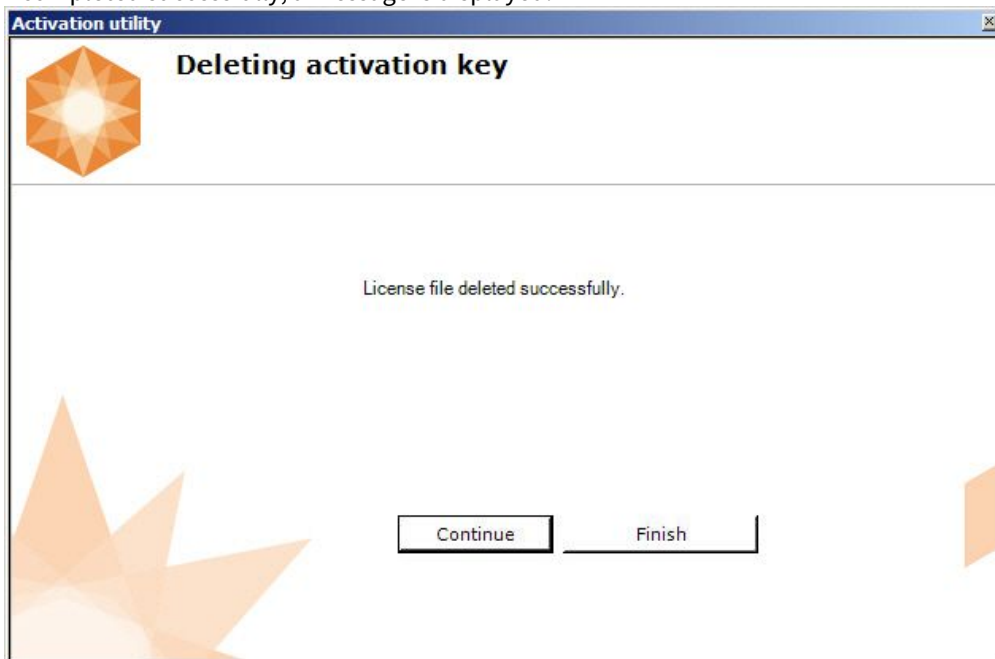 Activation utility
Deleting activation key
License file deleted successfully.
Continue Finish